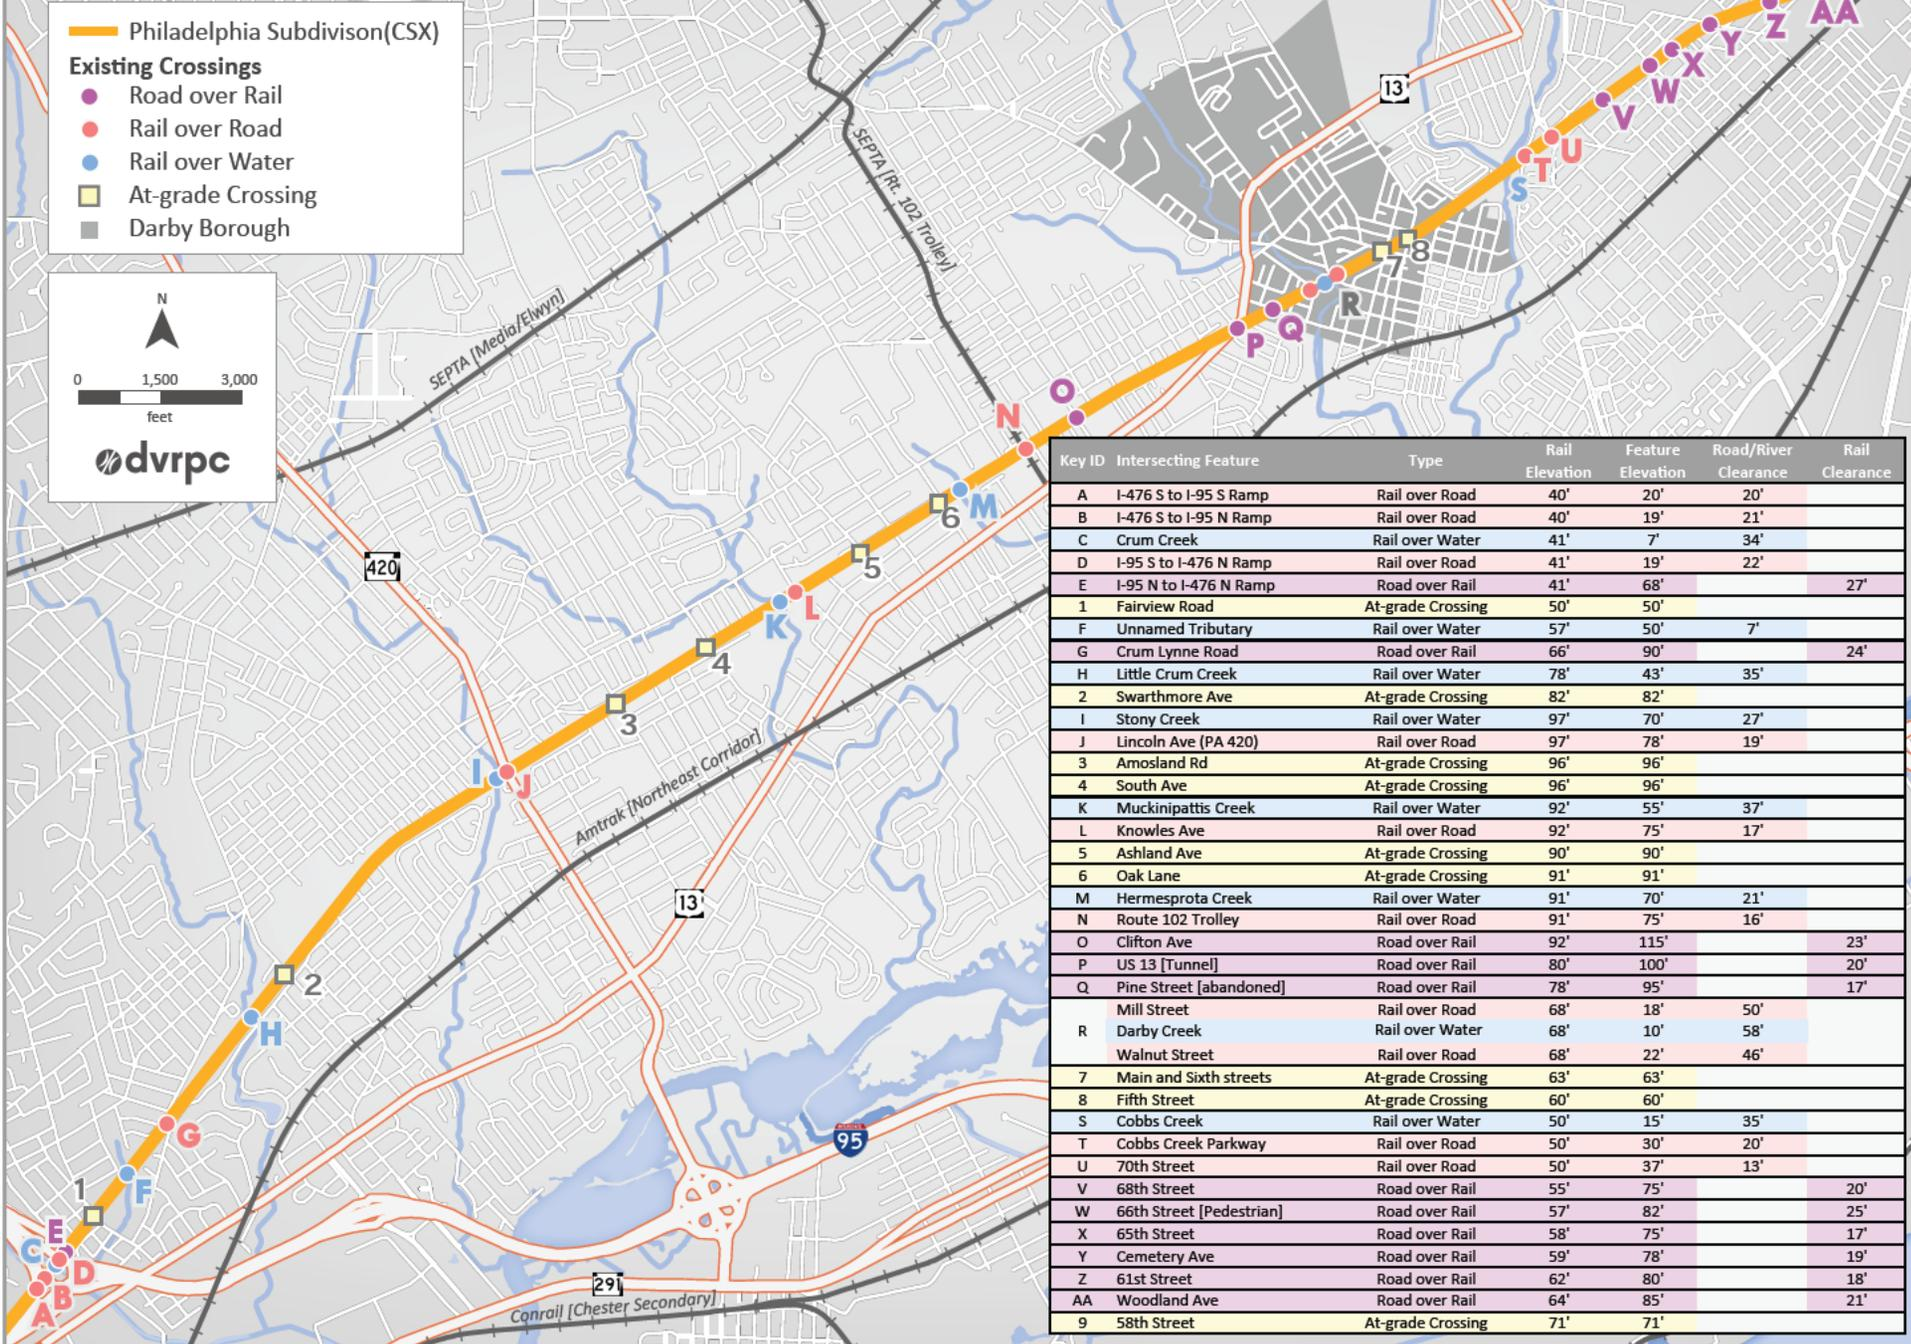 Philadelphia Subdivison(CSX)
Existing Crossings
Road over Rail
Rail over Road
Rail over Water
At-grade Crossing
Darby Borough
N
0 1,500 3,000
feet
dvrpc
SEPTA [Media/Elwyn]
SEPTA [Rt. 102 Trolley]
Amtrak [Northeast Corridor]
Conrail [Chester Secondary]
13
420
13
95
291
AA
Z
Y
X
W
V
U
T
S
8
7
R
Q
P
O
N
M
6
5
L
K
4
3
J
I
2
H
G
F
1
E
C
D
B
A
Key ID Intersecting Feature Type Rail Elevation Feature Elevation Road/River Clearance Rail Clearance
A I-476 S to I-95 S Ramp Rail over Road 40' 20' 20'
B I-476 S to I-95 N Ramp Rail over Road 40' 19' 21'
C Crum Creek Rail over Water 41' 7' 34'
D I-95 S to I-476 N Ramp Rail over Road 41' 19' 22'
E I-95 N to I-476 N Ramp Road over Rail 41' 68' 27'
1 Fairview Road At-grade Crossing 50' 50'
F Unnamed Tributary Rail over Water 57' 50' 7'
G Crum Lynne Road Road over Rail 66' 90' 24'
H Little Crum Creek Rail over Water 78' 43' 35'
2 Swarthmore Ave At-grade Crossing 82' 82'
I Stony Creek Rail over Water 97' 70' 27'
J Lincoln Ave (PA 420) Rail over Road 97' 78' 19'
3 Amosland Rd At-grade Crossing 96' 96'
4 South Ave At-grade Crossing 96' 96'
K Muckinipattis Creek Rail over Water 92' 55' 37'
L Knowles Ave Rail over Road 92' 75' 17'
5 Ashland Ave At-grade Crossing 90' 90'
6 Oak Lane At-grade Crossing 91' 91'
M Hermesprota Creek Rail over Water 91' 70' 21'
N Route 102 Trolley Rail over Road 91' 75' 16'
O Clifton Ave Road over Rail 92' 115' 23'
P US 13 [Tunnel] Road over Rail 80' 100' 20'
Q Pine Street [abandoned] Road over Rail 78' 95' 17'
Mill Street Rail over Road 68' 18' 50'
R Darby Creek Rail over Water 68' 10' 58'
Walnut Street Rail over Road 68' 22' 46'
7 Main and Sixth streets At-grade Crossing 63' 63'
8 Fifth Street At-grade Crossing 60' 60'
S Cobbs Creek Rail over Water 50' 15' 35'
T Cobbs Creek Parkway Rail over Road 50' 30' 20'
U 70th Street Rail over Road 50' 37' 13'
V 68th Street Road over Rail 55' 75' 20'
W 66th Street [Pedestrian] Road over Rail 57' 82' 25'
X 65th Street Road over Rail 58' 75' 17'
Y Cemetery Ave Road over Rail 59' 78' 19'
Z 61st Street Road over Rail 62' 80' 18'
AA Woodland Ave Road over Rail 64' 85' 21'
9 58th Street At-grade Crossing 71' 71'